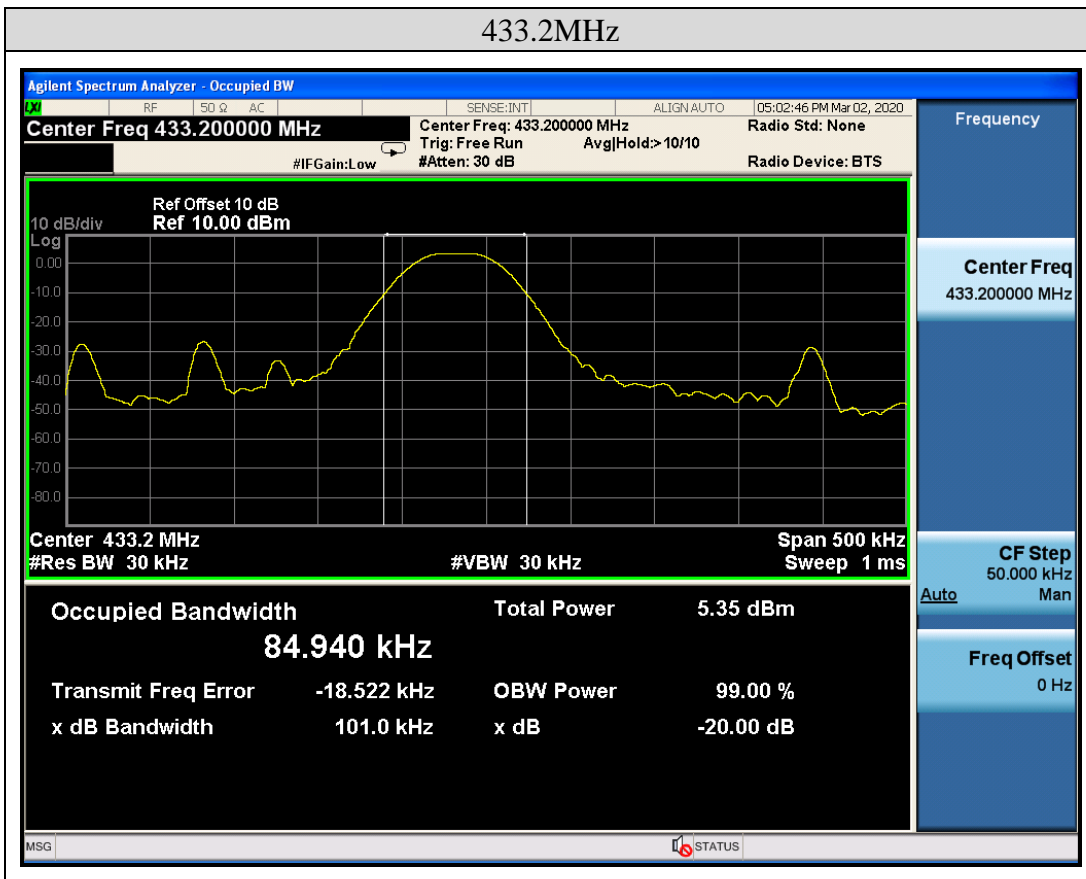 433.2MHz
Agilent Spectrum Analyzer - Occupied BW
LXI RF 50 Ω AC SENSE:INT ALIGN AUTO 05:02:46 PM Mar 02, 2020
Center Freq 433.200000 MHz
#IFGain:Low
Center Freq: 433.200000 MHz
Trig: Free Run Avg|Hold:>10/10
#Atten: 30 dB
Radio Std: None
Radio Device: BTS
Ref Offset 10 dB
10 dB/div Ref 10.00 dBm
Log
0.00
-10.0
-20.0
-30.0
-40.0
-50.0
-60.0
-70.0
-80.0
Center 433.2 MHz Span 500 kHz
#Res BW 30 kHz #VBW 30 kHz Sweep 1 ms
Occupied Bandwidth Total Power 5.35 dBm
84.940 kHz
Transmit Freq Error -18.522 kHz OBW Power 99.00 %
x dB Bandwidth 101.0 kHz x dB -20.00 dB
Frequency
Center Freq
433.200000 MHz
CF Step
50.000 kHz
Auto Man
Freq Offset
0 Hz
MSG STATUS